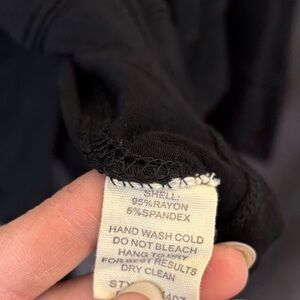 SHELL:
95%RAYON
5%SPANDEX
HAND WASH COLD
DO NOT BLEACH
HANG TO DRY
FOR BEST RESULTS
DRY CLEAN